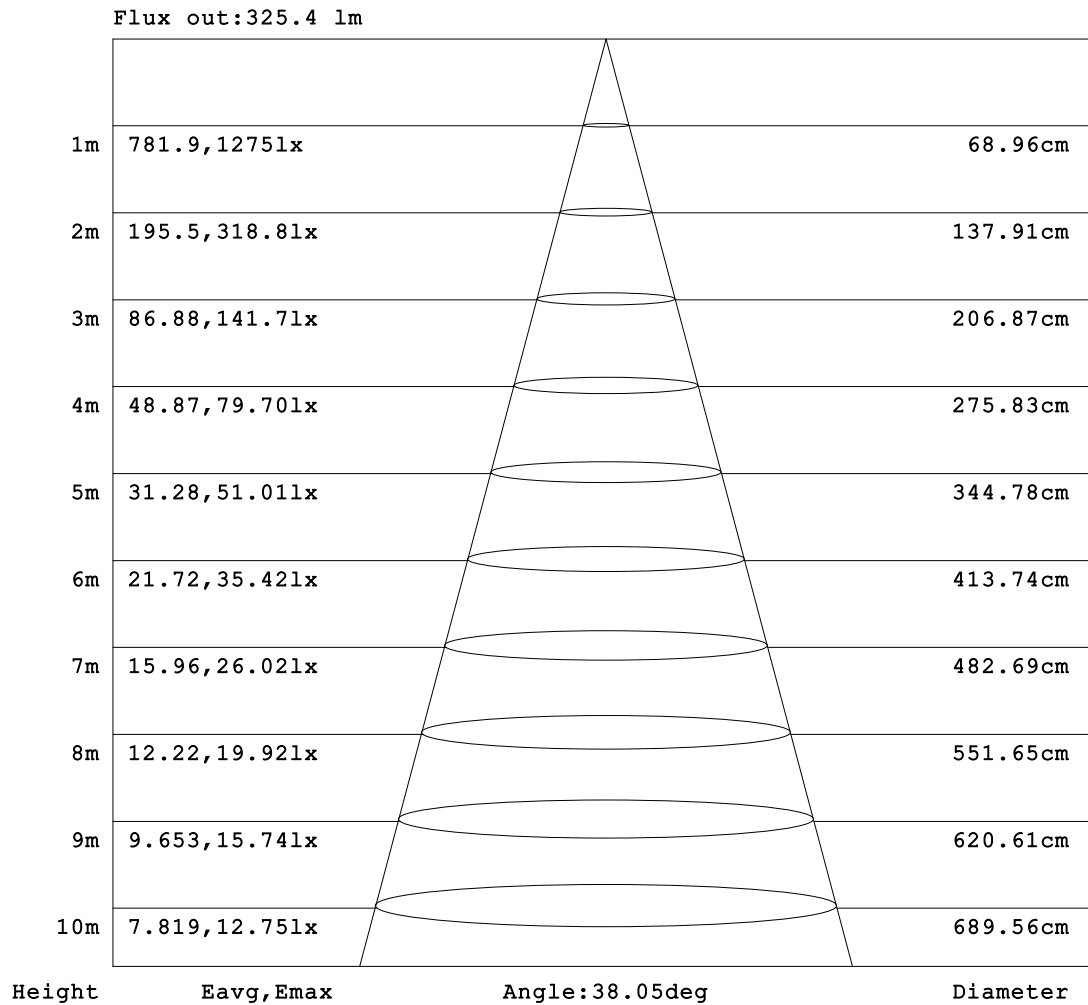 Flux out:325.4 lm
1m 781.9,1275lx 68.96cm
2m 195.5,318.8lx 137.91cm
3m 86.88,141.7lx 206.87cm
4m 48.87,79.70lx 275.83cm
5m 31.28,51.01lx 344.78cm
6m 21.72,35.42lx 413.74cm
7m 15.96,26.02lx 482.69cm
8m 12.22,19.92lx 551.65cm
9m 9.653,15.74lx 620.61cm
10m 7.819,12.75lx 689.56cm
Height Eavg,Emax Angle:38.05deg Diameter